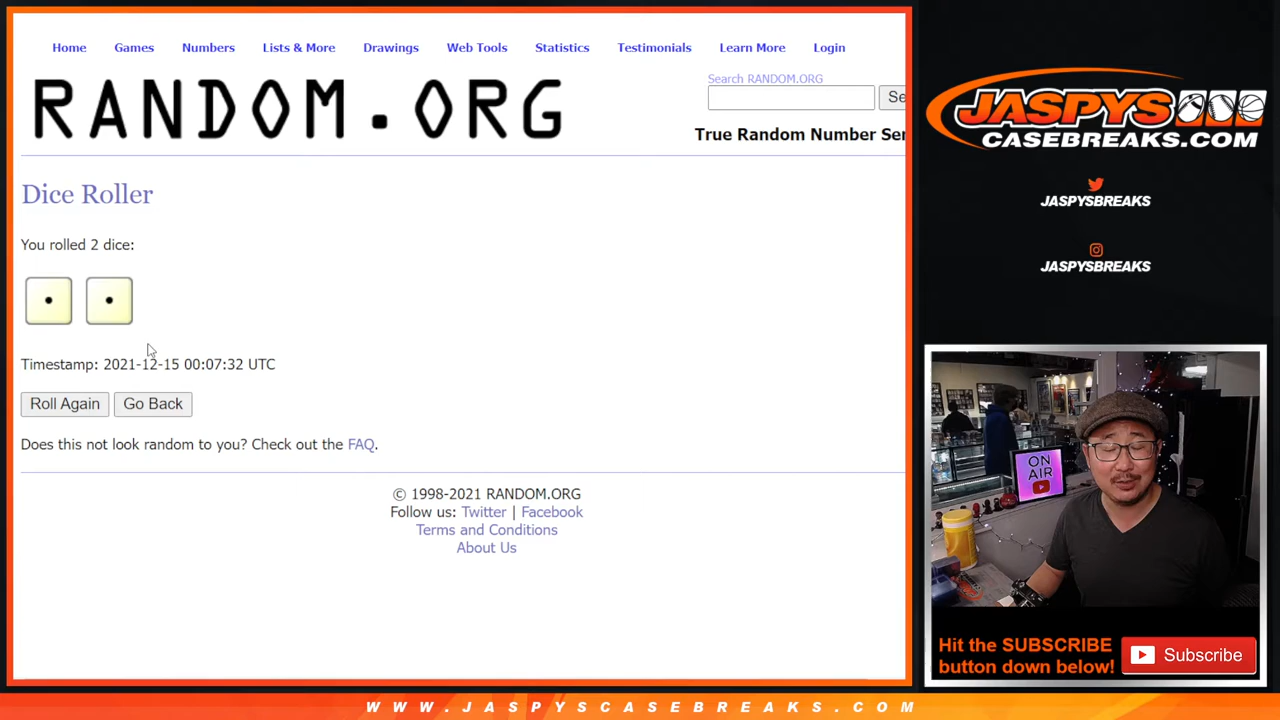 Home Games Numbers Lists & More Drawings Web Tools Statistics Testimonials Learn More Login
RANDOM.ORG
Search RANDOM.ORG
Se
True Random Number Ser
Dice Roller
You rolled 2 dice:
Timestamp: 2021-12-15 00:07:32 UTC
Roll Again Go Back
Does this not look random to you? Check out the FAQ.
© 1998-2021 RANDOM.ORG
Follow us: Twitter | Facebook
Terms and Conditions
About Us
JASPYS
CASEBREAKS.COM
JASPYSBREAKS
JASPYSBREAKS
ON
AIR
Hit the SUBSCRIBE
button down below!
Subscribe
WWW.JASPYSCASEBREAKS.COM